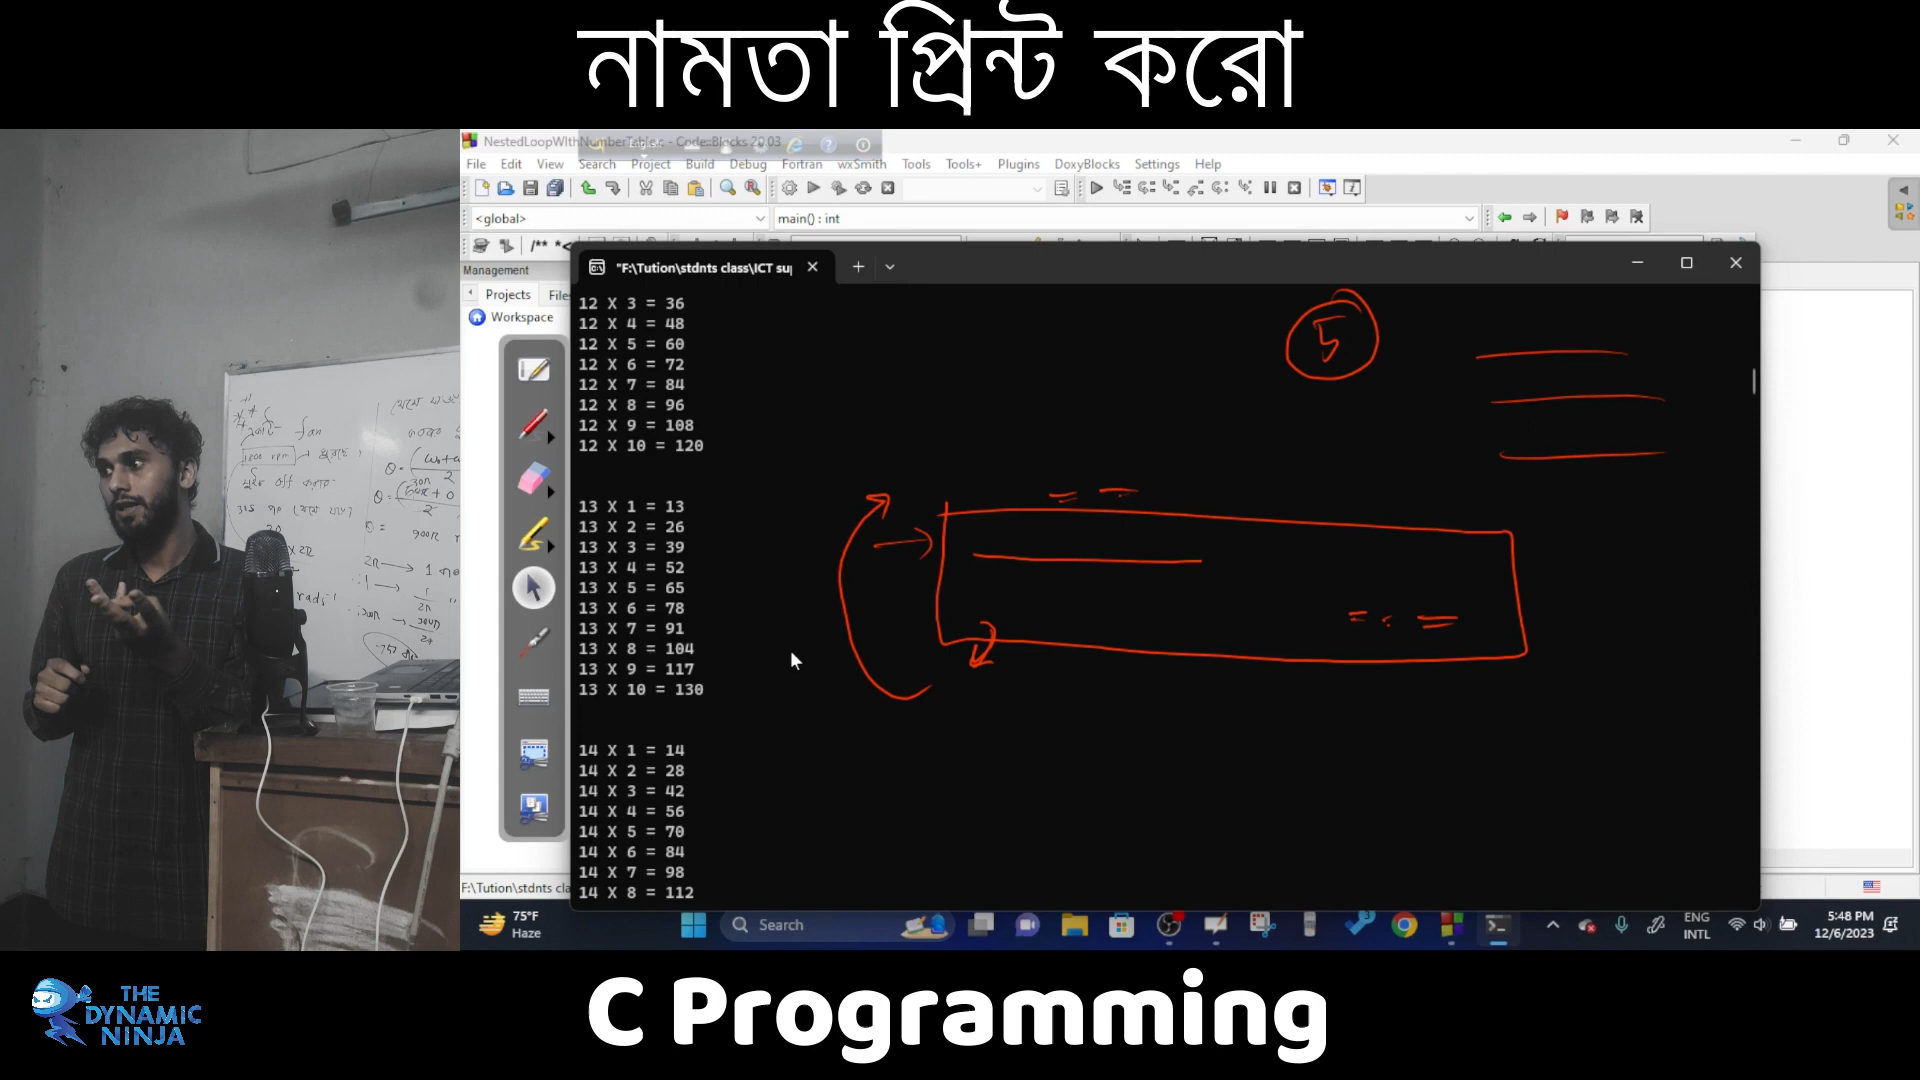 নামতা প্রিন্ট করো
NestedLoopWIthNumberTable.c - Code::Blocks 20.03
File Edit View Search Project Build Debug Fortran wxSmith Tools Tools+ Plugins DoxyBlocks Settings Help
<global>
main() : int
/** *<
Management
Projects Files
Workspace
"F:\Tution\stdnts class\ICT su
12 X 3 = 36
12 X 4 = 48
12 X 5 = 60
12 X 6 = 72
12 X 7 = 84
12 X 8 = 96
12 X 9 = 108
12 X 10 = 120
13 X 1 = 13
13 X 2 = 26
13 X 3 = 39
13 X 4 = 52
13 X 5 = 65
13 X 6 = 78
13 X 7 = 91
13 X 8 = 104
13 X 9 = 117
13 X 10 = 130
14 X 1 = 14
14 X 2 = 28
14 X 3 = 42
14 X 4 = 56
14 X 5 = 70
14 X 6 = 84
14 X 7 = 98
14 X 8 = 112
5
fan
off
F:\Tution\stdnts cla
75°F
Haze
Search
ENG
INTL
5:48 PM
12/6/2023
THE
DYNAMIC
NINJA
C Programming